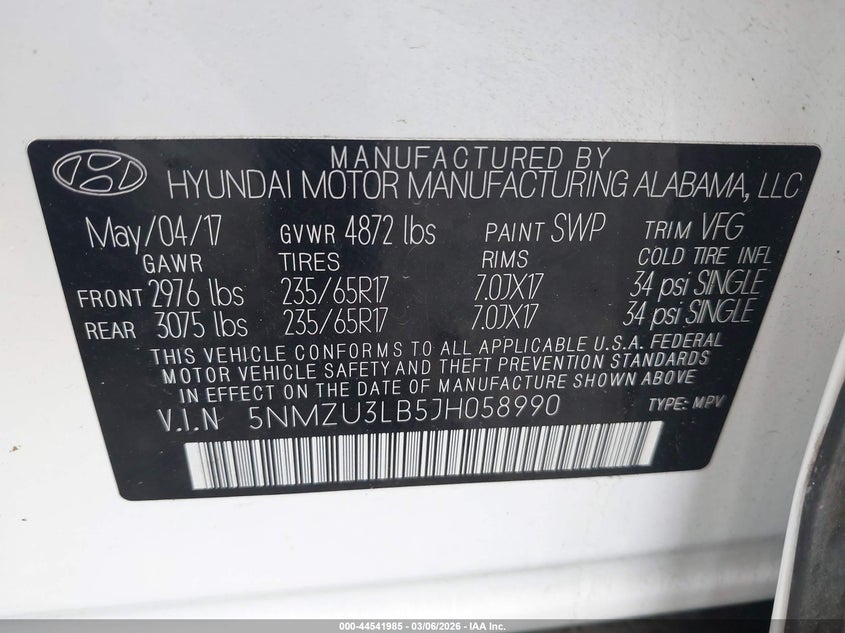 MANUFACTURED BY
HYUNDAI MOTOR MANUFACTURING ALABAMA, LLC
May/04/17 GVWR 4872 lbs PAINT SWP TRIM VFG
GAWR TIRES RIMS COLD TIRE INFL
FRONT 2976 lbs 235/65R17 7.0JX17 34 psi SINGLE
REAR 3075 lbs 235/65R17 7.0JX17 34 psi SINGLE
THIS VEHICLE CONFORMS TO ALL APPLICABLE U.S.A. FEDERAL
MOTOR VEHICLE SAFETY AND THEFT PREVENTION STANDARDS
IN EFFECT ON THE DATE OF MANUFACTURE SHOWN ABOVE
V.I.N 5NMZU3LB5JH058990 TYPE: MPV
000-44541985 - 03/06/2026 - IAA Inc.